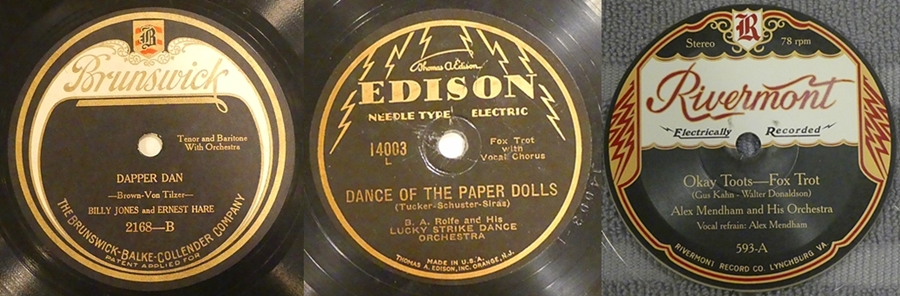 B
Brunswick
Tenor and Baritone
With Orchestra
DAPPER DAN
—Brown-Von Tilzer—
BILLY JONES and ERNEST HARE
2168—B
THE BRUNSWICK-BALKE-COLLENDER COMPANY
PATENT APPLIED FOR
Thomas A. Edison
EDISON
NEEDLE TYPE ELECTRIC
14003
L
Fox Trot
with
Vocal Chorus
DANCE OF THE PAPER DOLLS
(Tucker-Schuster-Siras)
B. A. Rolfe and His
LUCKY STRIKE DANCE
ORCHESTRA
MADE IN U.S.A.
THOMAS A. EDISON, INC. ORANGE, N.J.
14003
R
Stereo
78 rpm
Rivermont
Electrically Recorded
Okay Toots—Fox Trot
(Gus Kahn - Walter Donaldson)
Alex Mendham and His Orchestra
Vocal refrain: Alex Mendham
593-A
RIVERMONT RECORD CO. LYNCHBURG VA